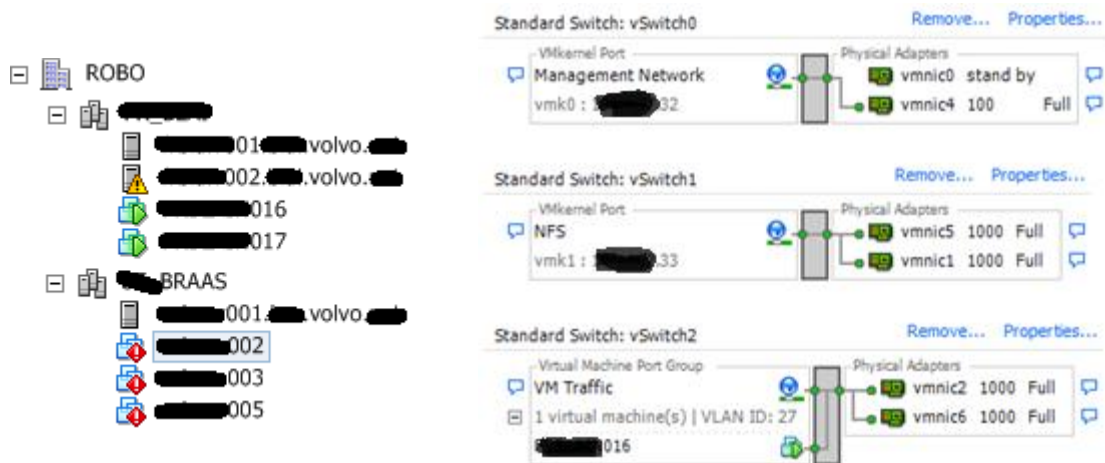 ROBO
01 volvo.
002. .volvo.
016
017
BRAAS
001. volvo
002
003
005
Standard Switch: vSwitch0 Remove... Properties...
VMkernel Port Physical Adapters
Management Network vmnic0 stand by
vmk0 : 32 vmnic4 100 Full
Standard Switch: vSwitch1 Remove... Properties...
VMkernel Port Physical Adapters
NFS vmnic5 1000 Full
vmk1 : .33 vmnic1 1000 Full
Standard Switch: vSwitch2 Remove... Properties...
Virtual Machine Port Group Physical Adapters
VM Traffic vmnic2 1000 Full
1 virtual machine(s) | VLAN ID: 27 vmnic6 1000 Full
016